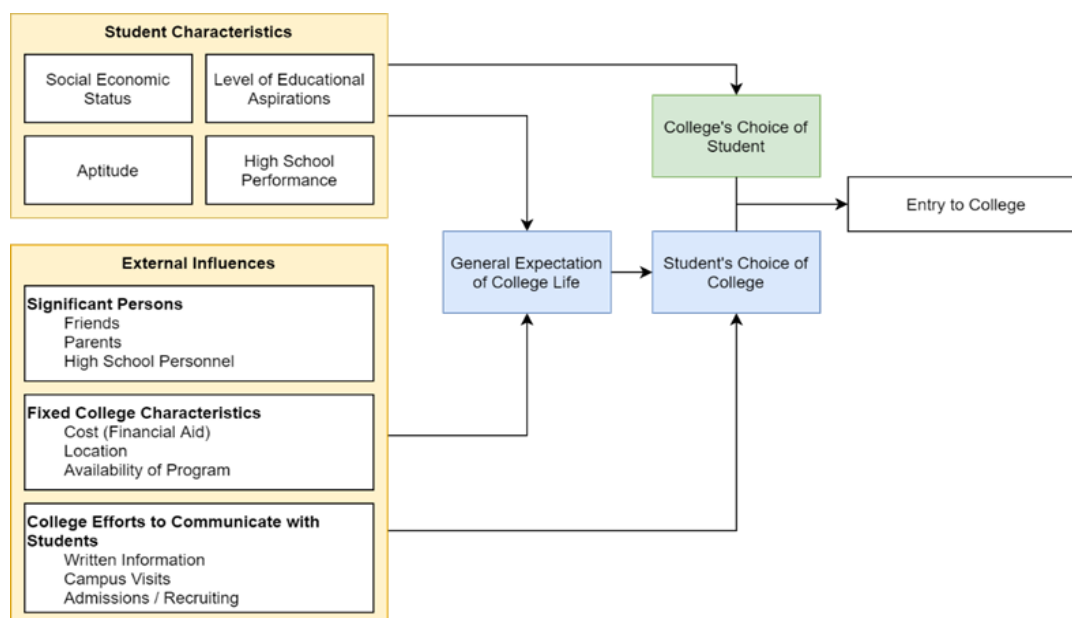 Student Characteristics
Social Economic
Status
Level of Educational
Aspirations
Aptitude
High School
Performance
External Influences
Significant Persons
Friends
Parents
High School Personnel
Fixed College Characteristics
Cost (Financial Aid)
Location
Availability of Program
College Efforts to Communicate with
Students
Written Information
Campus Visits
Admissions / Recruiting
General Expectation
of College Life
College's Choice of
Student
Student's Choice of
College
Entry to College